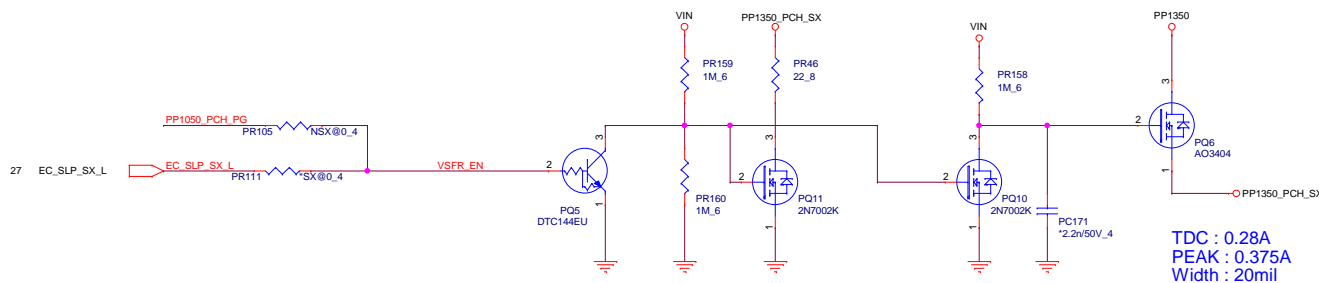 VIN
PP1350_PCH_SX
VIN
PP1350
PR159
1M_6
PR46
22_8
PR158
1M_6
3
2
PQ6
AO3404
1
PP1350_PCH_SX
PP1050_PCH_PG
PR105
NSX@0_4
27
EC_SLP_SX_L
EC_SLP_SX_L
PR111
*SX@0_4
VSFR_EN
2
3
1
PQ5
DTC144EU
PR160
1M_6
3
2
1
PQ11
2N7002K
3
2
1
PQ10
2N7002K
PC171
*2.2n/50V_4
TDC : 0.28A
PEAK : 0.375A
Width : 20mil